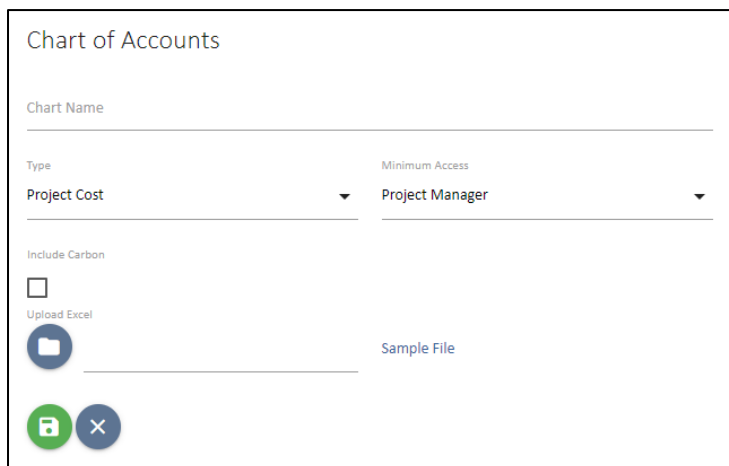 Chart of Accounts
Chart Name
Type
Minimum Access
Project Cost
Project Manager
Include Carbon
Upload Excel
Sample File